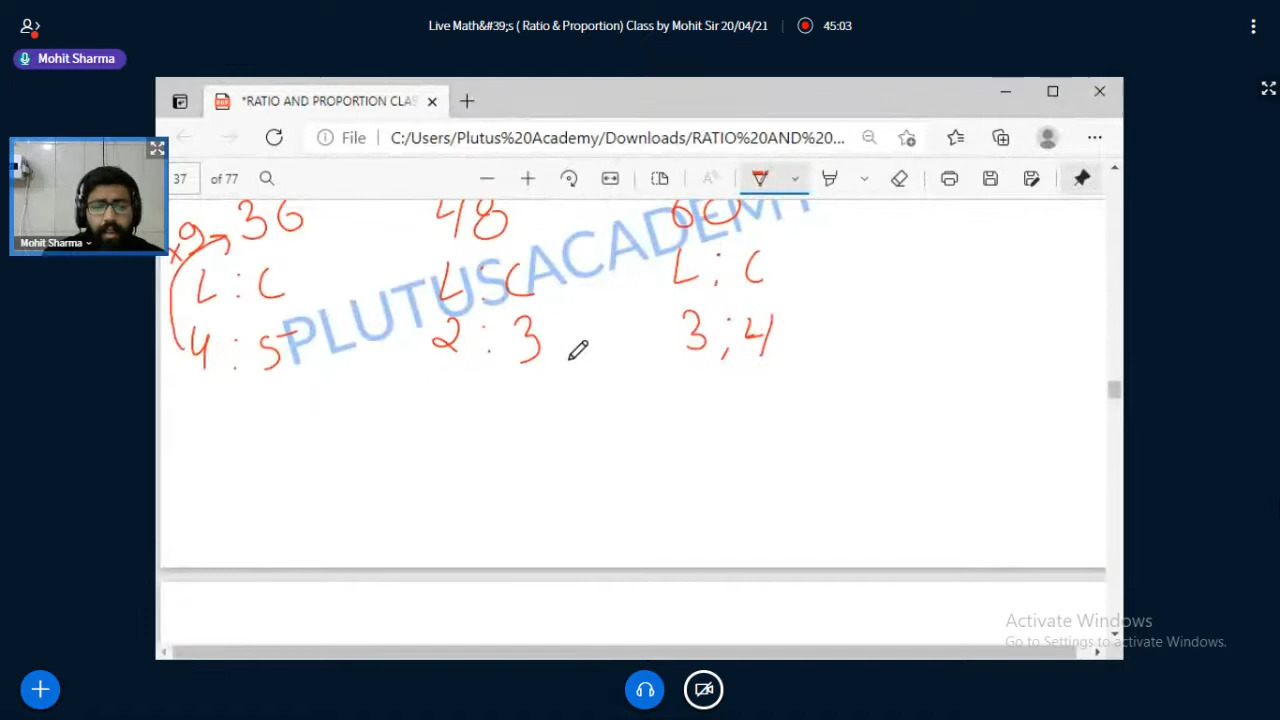 Live Math&#39;s ( Ratio & Proportion) Class by Mohit Sir 20/04/21 45:03
Mohit Sharma
*RATIO AND PROPORTION CLAS
File C:/Users/Plutus%20Academy/Downloads/RATIO%20AND%20...
37 of 77
Mohit Sharma
PLUTUS ACADEMY
x9 36 48 60
L : C L : C L : C
4 : 5 2 : 3 3 : 4
Activate Windows
Go to Settings to activate Windows.